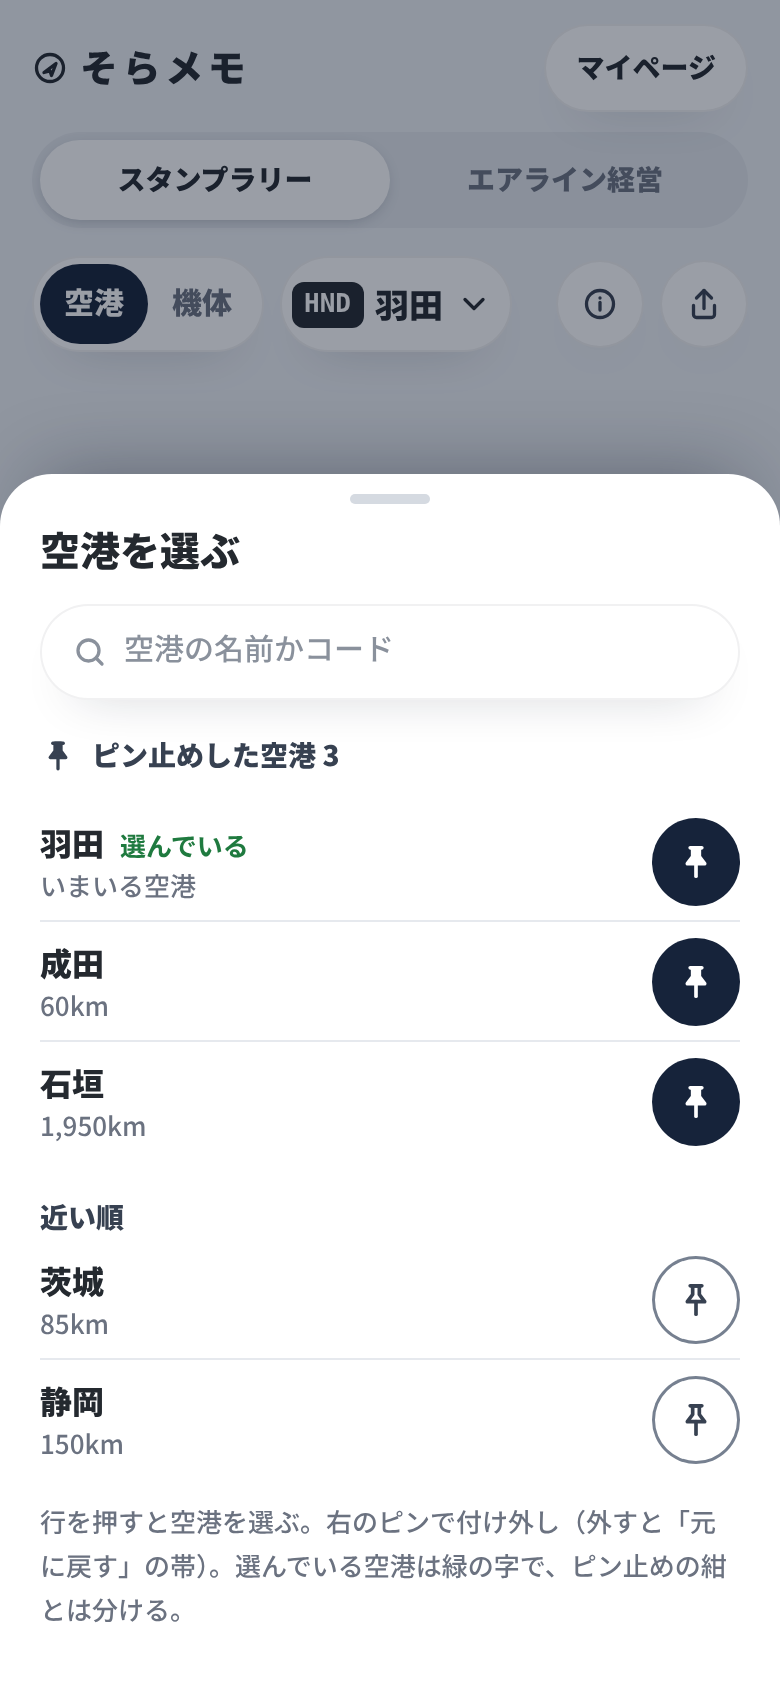 そらメモ
マイページ
スタンプラリー
エアライン経営
空港
機体
HND 羽田
空港を選ぶ
空港の名前かコード
ピン止めした空港 3
羽田 選んでいる
いまいる空港
成田
60km
石垣
1,950km
近い順
茨城
85km
静岡
150km
行を押すと空港を選ぶ。右のピンで付け外し（外すと「元
に戻す」の帯）。選んでいる空港は緑の字で、ピン止めの紺
とは分ける。